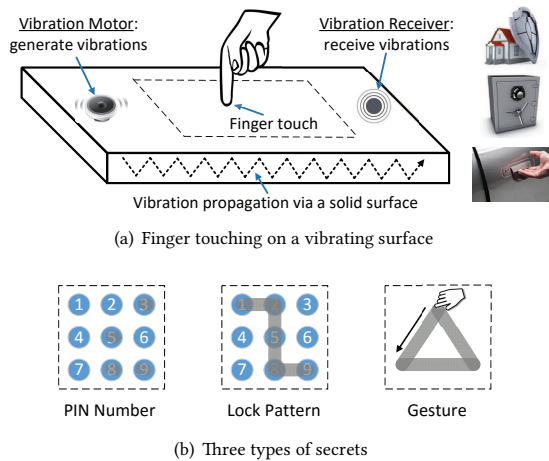 Vibration Motor:
generate vibrations
Vibration Receiver:
receive vibrations
Finger touch
Vibration propagation via a solid surface
(a) Finger touching on a vibrating surface
1 2 3
4 5 6
7 8 9
PIN Number
1 2 3
4 5 6
7 8 9
Lock Pattern
Gesture
(b) Three types of secrets